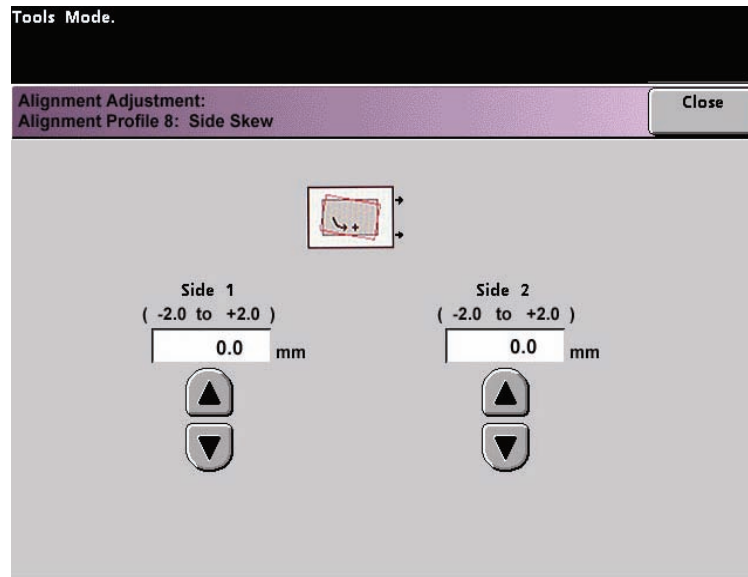 Tools Mode.
Alignment Adjustment:
Close
Alignment Profile 8: Side Skew
Side 1
Side 2
( -2.0 to +2.0 )
( -2.0 to +2.0 )
0.0 mm
0.0 mm